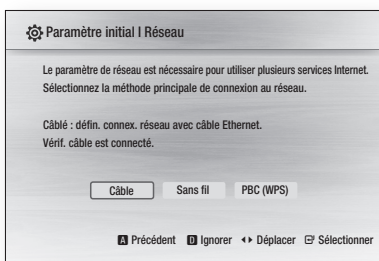 Paramètre initial I Réseau
Le paramètre de réseau est nécessaire pour utiliser plusieurs services Internet.
Sélectionnez la méthode principale de connexion au réseau.
Câblé : défin. connex. réseau avec câble Ethernet.
Vérif. câble est connecté.
Câble Sans fil PBC (WPS)
A Précédent D Ignorer Déplacer Sélectionner